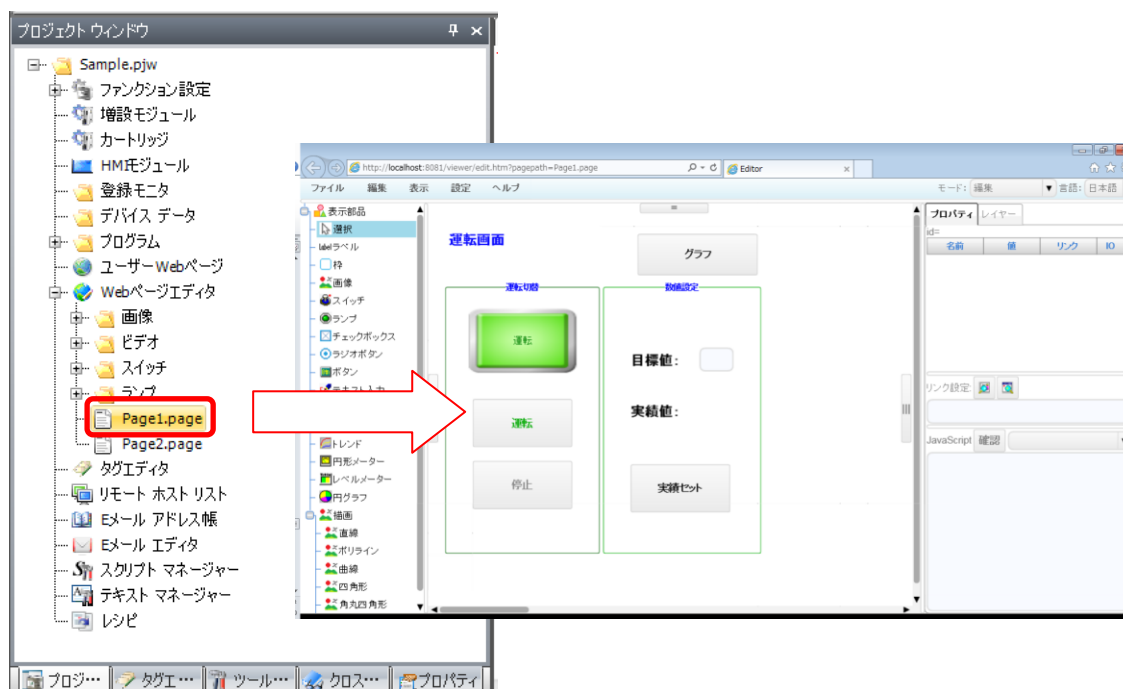 プロジェクト ウィンドウ
Sample.pjw
ファンクション設定
増設モジュール
カートリッジ
HMIモジュール
登録モニタ
デバイス データ
プログラム
ユーザーWebページ
Webページエディタ
画像
ビデオ
スイッチ
ランプ
Page1.page
Page2.page
タグエディタ
リモート ホスト リスト
Eメール アドレス帳
Eメール エディタ
スクリプト マネージャー
テキスト マネージャー
レシピ
プロジ…
タグエ…
ツール…
クロス…
プロパティ
http://localhost:8081/viewer/edit.htm?pagepath=Page1.page
Editor
ファイル 編集 表示 設定 ヘルプ
モード: 編集 言語: 日本語
表示部品
選択
ラベル
枠
画像
スイッチ
ランプ
チェックボックス
ラジオボタン
ボタン
テキスト入力
トレンド
円形メーター
レベルメーター
円グラフ
描画
直線
ポリライン
曲線
四角形
角丸四角形
運転画面
グラフ
運転切替
運転
運転
停止
数値設定
目標値:
実績値:
実績セット
プロパティ レイヤー
id=
名前 値 リンク IO
リンク設定
JavaScript 確認